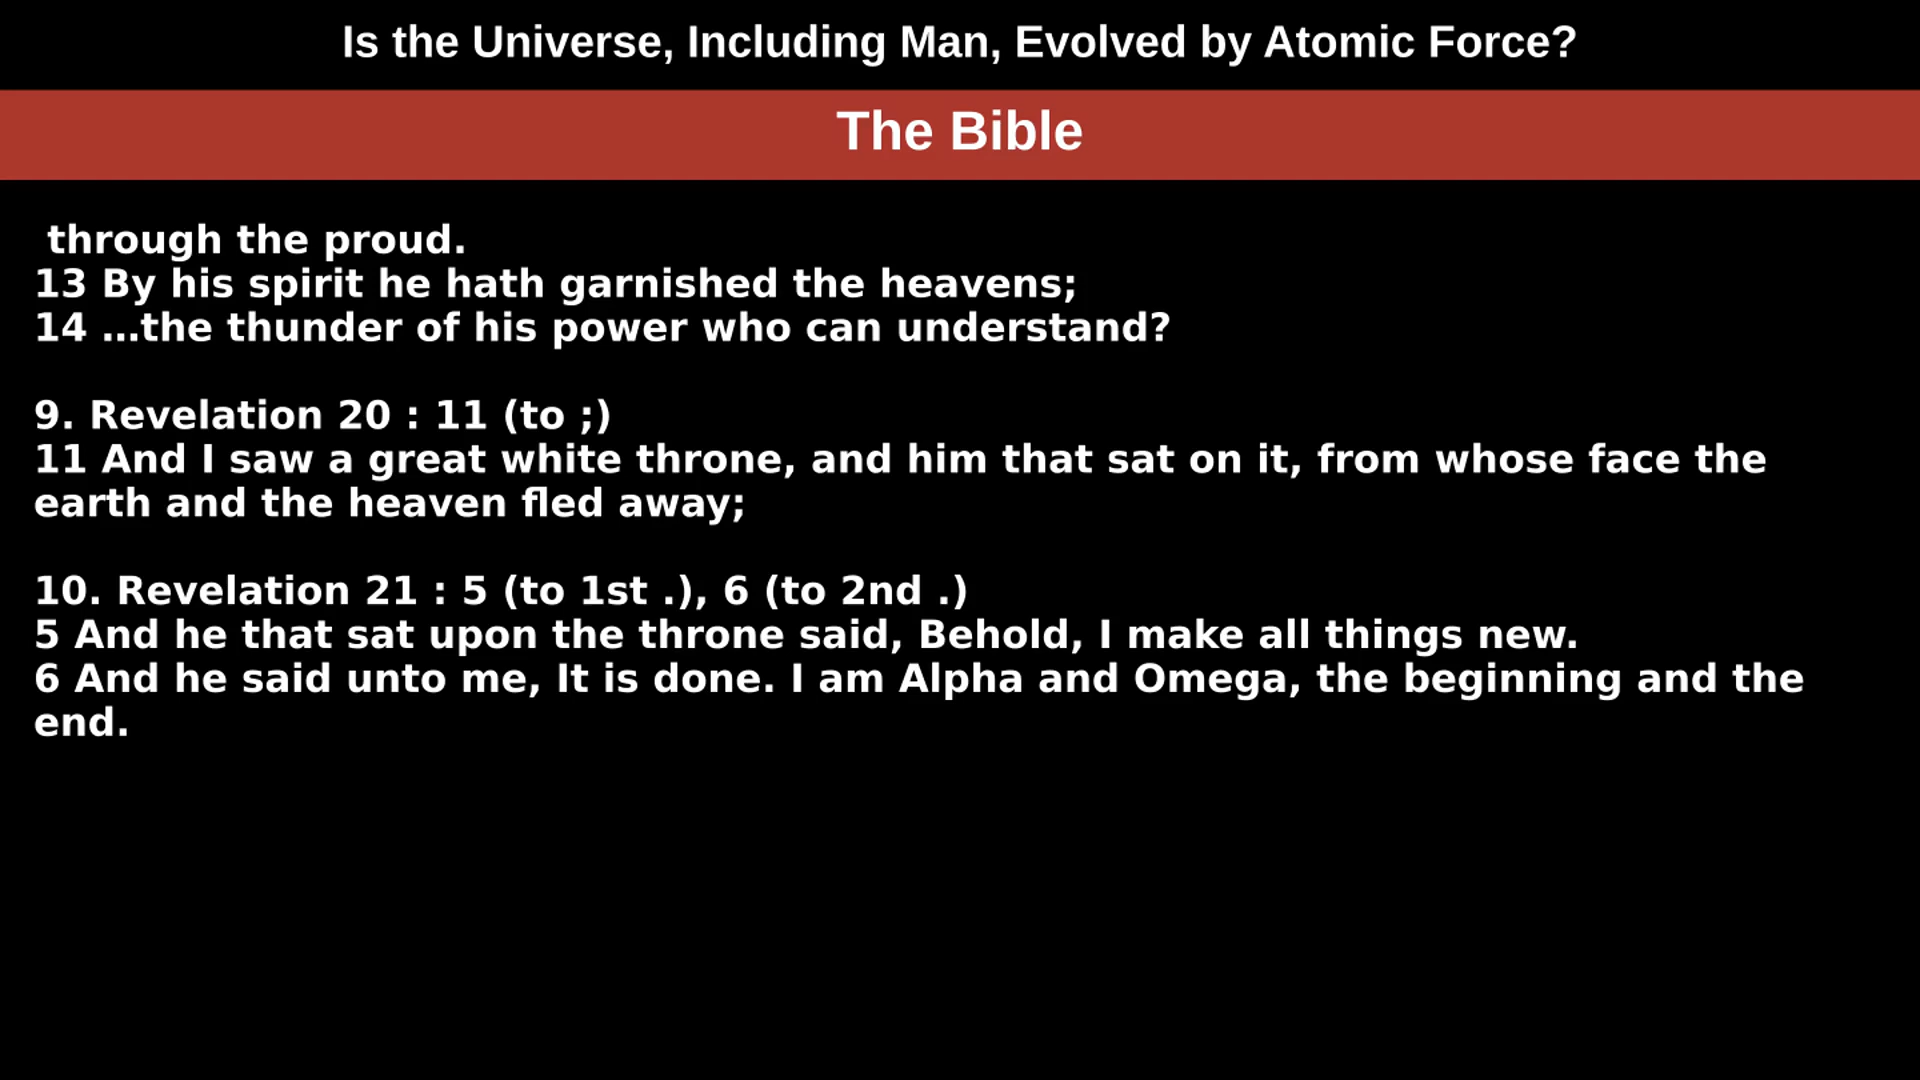 Is the Universe, Including Man, Evolved by Atomic Force?
The Bible
through the proud.
13 By his spirit he hath garnished the heavens;
14 …the thunder of his power who can understand?
9. Revelation 20 : 11 (to ;)
11 And I saw a great white throne, and him that sat on it, from whose face the
earth and the heaven fled away;
10. Revelation 21 : 5 (to 1st .), 6 (to 2nd .)
5 And he that sat upon the throne said, Behold, I make all things new.
6 And he said unto me, It is done. I am Alpha and Omega, the beginning and the
end.